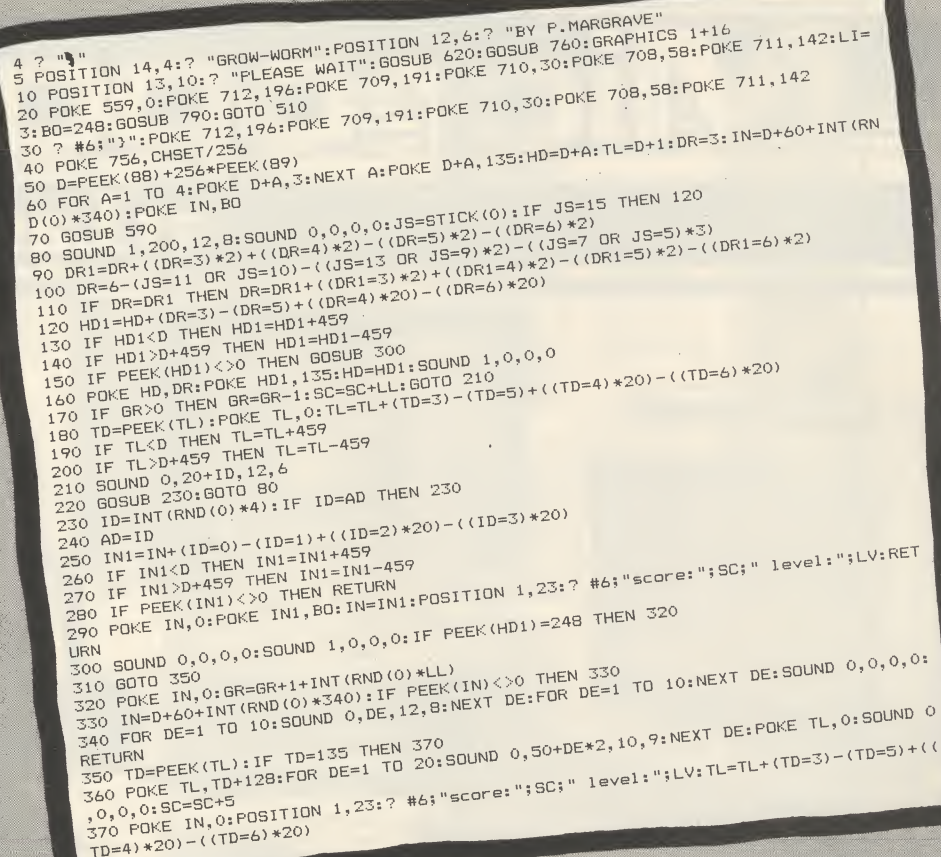 4 ? "}"
5 POSITION 14,4:? "GROW-WORM":POSITION 12,6:? "BY P.MARGRAVE"
10 POSITION 13,10:? "PLEASE WAIT":GOSUB 620:GOSUB 760:GRAPHICS 1+16
20 POKE 559,0:POKE 712,196:POKE 709,191:POKE 710,30:POKE 708,58:POKE 711,142:LI=
3:BO=248:GOSUB 790:GOTO 510
30 ? #6;"}":POKE 712,196:POKE 709,191:POKE 710,30:POKE 708,58:POKE 711,142
40 POKE 756,CHSET/256
50 D=PEEK(88)+256*PEEK(89)
60 FOR A=1 TO 4:POKE D+A,3:NEXT A:POKE D+A,135:HD=D+A:TL=D+1:DR=3:IN=D+60+INT(RN
D(0)*340):POKE IN,BO
70 GOSUB 590
80 SOUND 1,200,12,8:SOUND 0,0,0,0:JS=STICK(0):IF JS=15 THEN 120
90 DR1=DR+((DR=3)*2)+((DR=4)*2)-((DR=5)*2)-((DR=6)*2)
100 DR=6-(JS=11 OR JS=10)-((JS=13 OR JS=9)*2)-((JS=7 OR JS=5)*3)
110 IF DR=DR1 THEN DR=DR1+((DR1=3)*2)+((DR1=4)*2)-((DR1=5)*2)-((DR1=6)*2)
120 HD1=HD+(DR=3)-(DR=5)+((DR=4)*20)-((DR=6)*20)
130 IF HD1<D THEN HD1=HD1+459
140 IF HD1>D+459 THEN HD1=HD1-459
150 IF PEEK(HD1)<>0 THEN GOSUB 300
160 POKE HD,DR:POKE HD1,135:HD=HD1:SOUND 1,0,0,0
170 IF GR>0 THEN GR=GR-1:SC=SC+LL:GOTO 210
180 TD=PEEK(TL):POKE TL,0:TL=TL+(TD=3)-(TD=5)+((TD=4)*20)-((TD=6)*20)
190 IF TL<D THEN TL=TL+459
200 IF TL>D+459 THEN TL=TL-459
210 SOUND 0,20+ID,12,6
220 GOSUB 230:GOTO 80
230 ID=INT(RND(0)*4):IF ID=AD THEN 230
240 AD=ID
250 IN1=IN+(ID=0)-(ID=1)+((ID=2)*20)-((ID=3)*20)
260 IF IN1<D THEN IN1=IN1+459
270 IF IN1>D+459 THEN IN1=IN1-459
280 IF PEEK(IN1)<>0 THEN RETURN
290 POKE IN,0:POKE IN1,BO:IN=IN1:POSITION 1,23:? #6;"score:";SC;" level:";LV:RET
URN
300 SOUND 0,0,0,0:SOUND 1,0,0,0:IF PEEK(HD1)=248 THEN 320
310 GOTO 350
320 POKE IN,0:GR=GR+1+INT(RND(0)*LL)
330 IN=D+60+INT(RND(0)*340):IF PEEK(IN)<>0 THEN 330
340 FOR DE=1 TO 10:SOUND 0,DE,12,8:NEXT DE:FOR DE=1 TO 10:NEXT DE:SOUND 0,0,0,0:
RETURN
350 TD=PEEK(TL):IF TD=135 THEN 370
360 POKE TL,TD+128:FOR DE=1 TO 20:SOUND 0,50+DE*2,10,9:NEXT DE:POKE TL,0:SOUND 0
,0,0,0:SC=SC+5
370 POKE IN,0:POSITION 1,23:? #6;"score:";SC;" level:";LV:TL=TL+(TD=3)-(TD=5)+((
TD=4)*20)-((TD=6)*20)